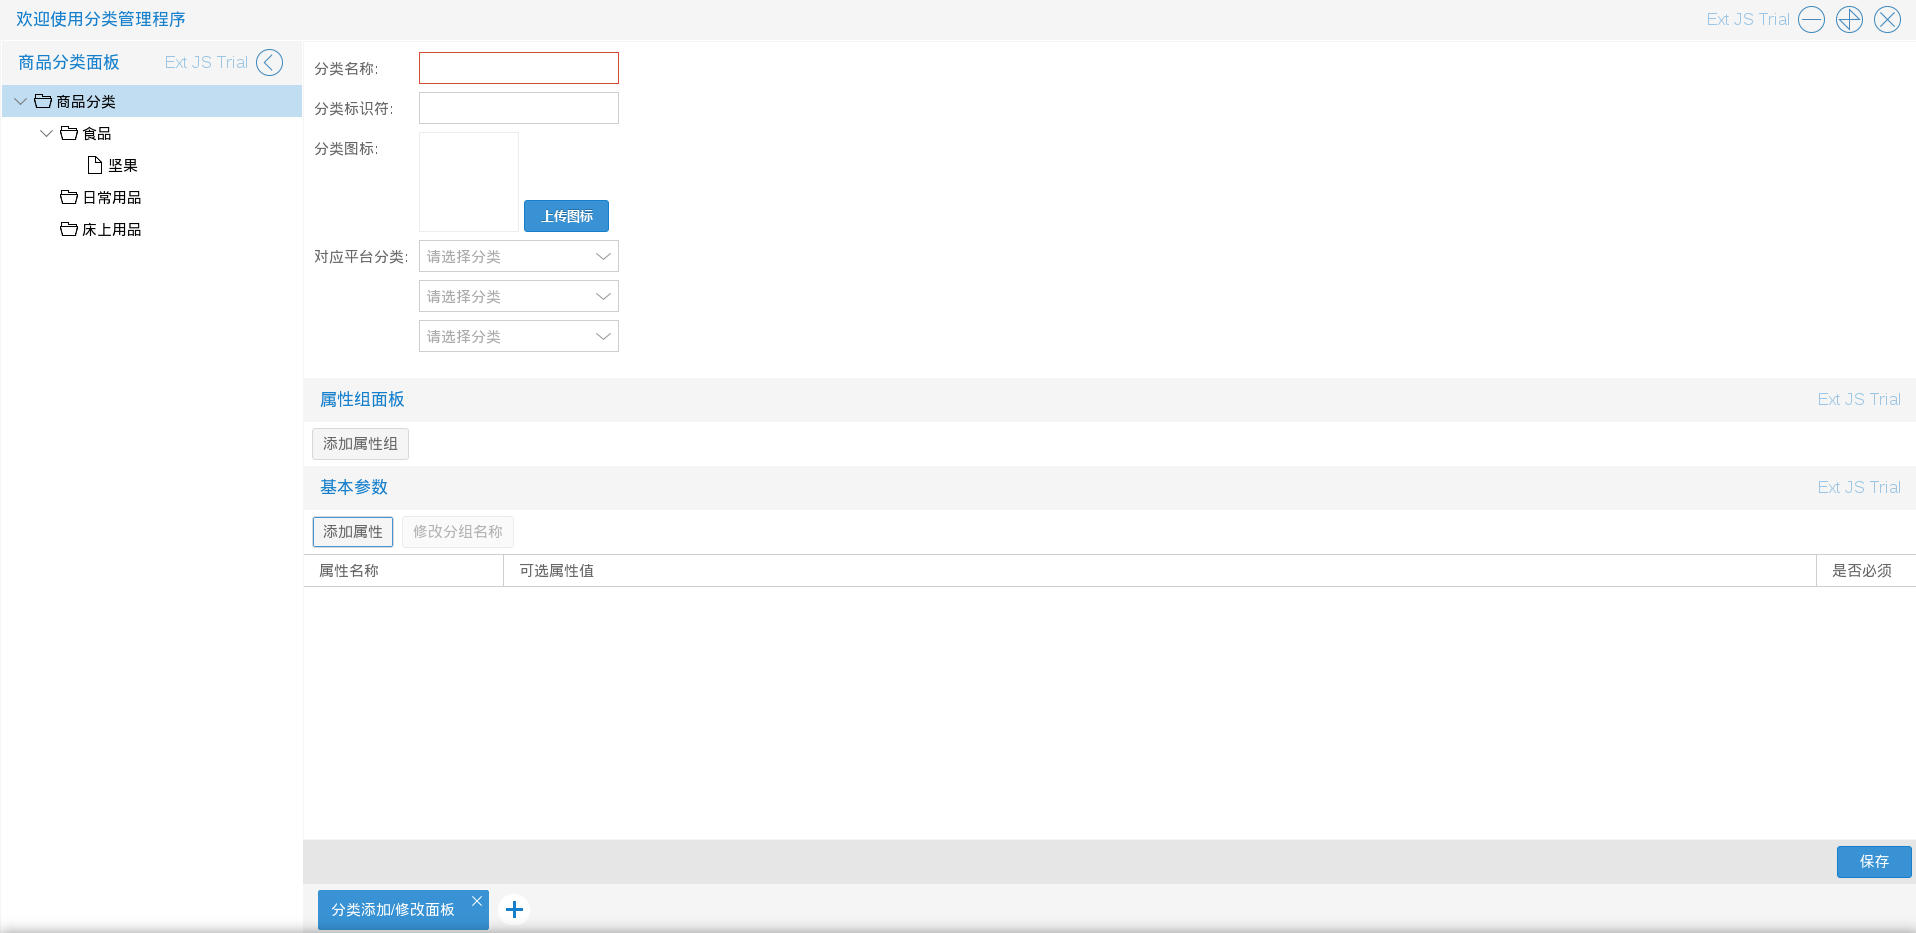 欢迎使用分类管理程序
Ext JS Trial
商品分类面板
Ext JS Trial
商品分类
食品
坚果
日常用品
床上用品
分类名称:
分类标识符:
分类图标:
上传图标
对应平台分类:
请选择分类
请选择分类
请选择分类
属性组面板
Ext JS Trial
添加属性组
基本参数
Ext JS Trial
添加属性
修改分组名称
属性名称
可选属性值
是否必须
保存
分类添加/修改面板